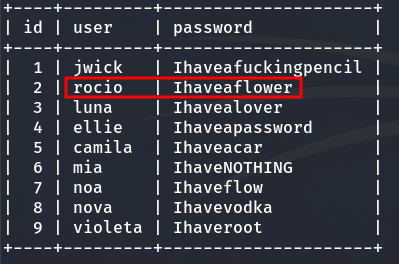 +----+---------+----------------------+
| id | user | password |
+----+---------+----------------------+
| 1 | jwick | Ihaveafuckingpencil |
| 2 | rocio | Ihaveaflower |
| 3 | luna | Ihavealover |
| 4 | ellie | Ihaveapassword |
| 5 | camila | Ihaveacar |
| 6 | mia | IhaveNOTHING |
| 7 | noa | Ihaveflow |
| 8 | nova | Ihavevodka |
| 9 | violeta | Ihaveroot |
+----+---------+----------------------+